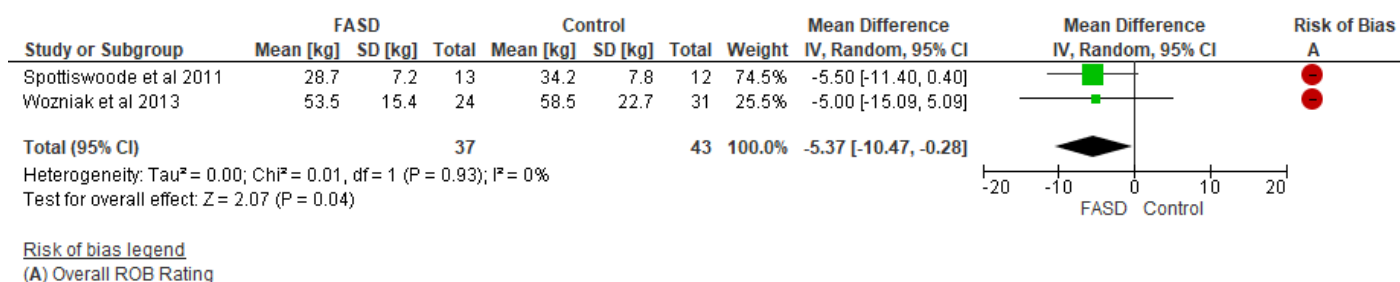 FASD Control Mean Difference Mean Difference Risk of Bias
Study or Subgroup Mean [kg] SD [kg] Total Mean [kg] SD [kg] Total Weight IV, Random, 95% CI IV, Random, 95% CI A
Spottiswoode et al 2011 28.7 7.2 13 34.2 7.8 12 74.5% -5.50 [-11.40, 0.40]
Wozniak et al 2013 53.5 15.4 24 58.5 22.7 31 25.5% -5.00 [-15.09, 5.09]
Total (95% CI) 37 43 100.0% -5.37 [-10.47, -0.28]
Heterogeneity: Tau² = 0.00; Chi² = 0.01, df = 1 (P = 0.93); I² = 0%
Test for overall effect: Z = 2.07 (P = 0.04)
-20 -10 0 10 20
FASD Control
Risk of bias legend
(A) Overall ROB Rating